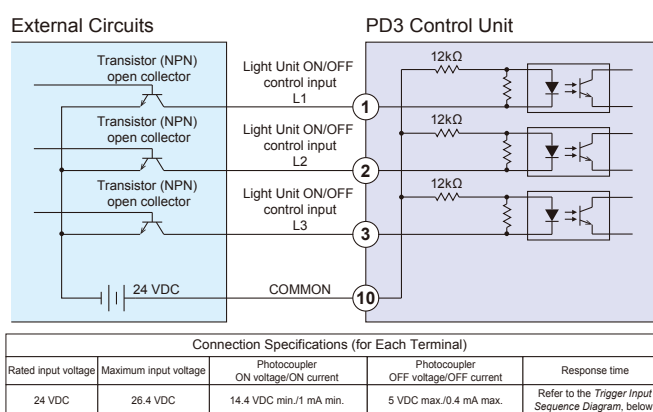 External Circuits
PD3 Control Unit
Transistor (NPN)
open collector
Light Unit ON/OFF
control input
L1
1
12kΩ
Transistor (NPN)
open collector
Light Unit ON/OFF
control input
L2
2
12kΩ
Transistor (NPN)
open collector
Light Unit ON/OFF
control input
L3
3
12kΩ
24 VDC
COMMON
10
Connection Specifications (for Each Terminal)
Rated input voltage
Maximum input voltage
Photocoupler
ON voltage/ON current
Photocoupler
OFF voltage/OFF current
Response time
24 VDC
26.4 VDC
14.4 VDC min./1 mA min.
5 VDC max./0.4 mA max.
Refer to the Trigger Input
Sequence Diagram, below